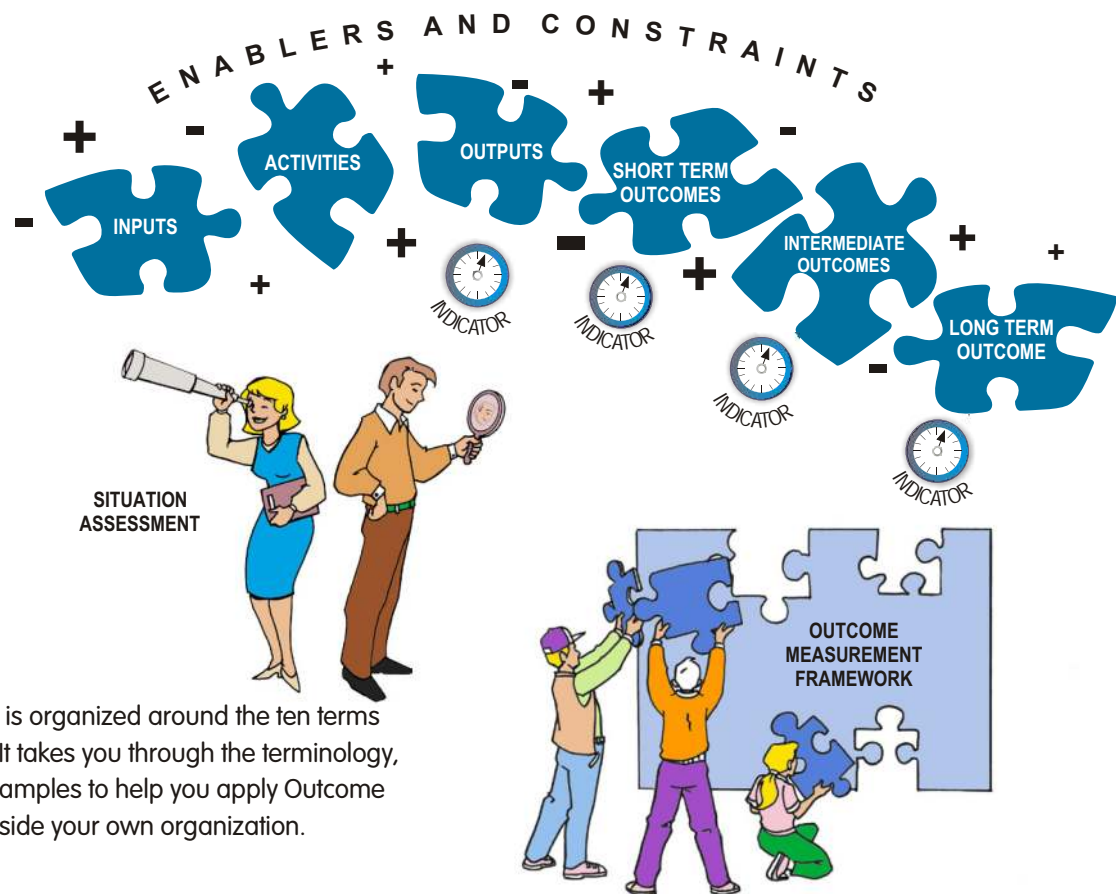 ENABLERS AND CONSTRAINTS
INPUTS
ACTIVITIES
OUTPUTS
SHORT TERM
OUTCOMES
INTERMEDIATE
OUTCOMES
LONG TERM
OUTCOME
INDICATOR
INDICATOR
INDICATOR
INDICATOR
SITUATION
ASSESSMENT
OUTCOME
MEASUREMENT
FRAMEWORK
is organized around the ten terms
It takes you through the terminology,
amples to help you apply Outcome
side your own organization.